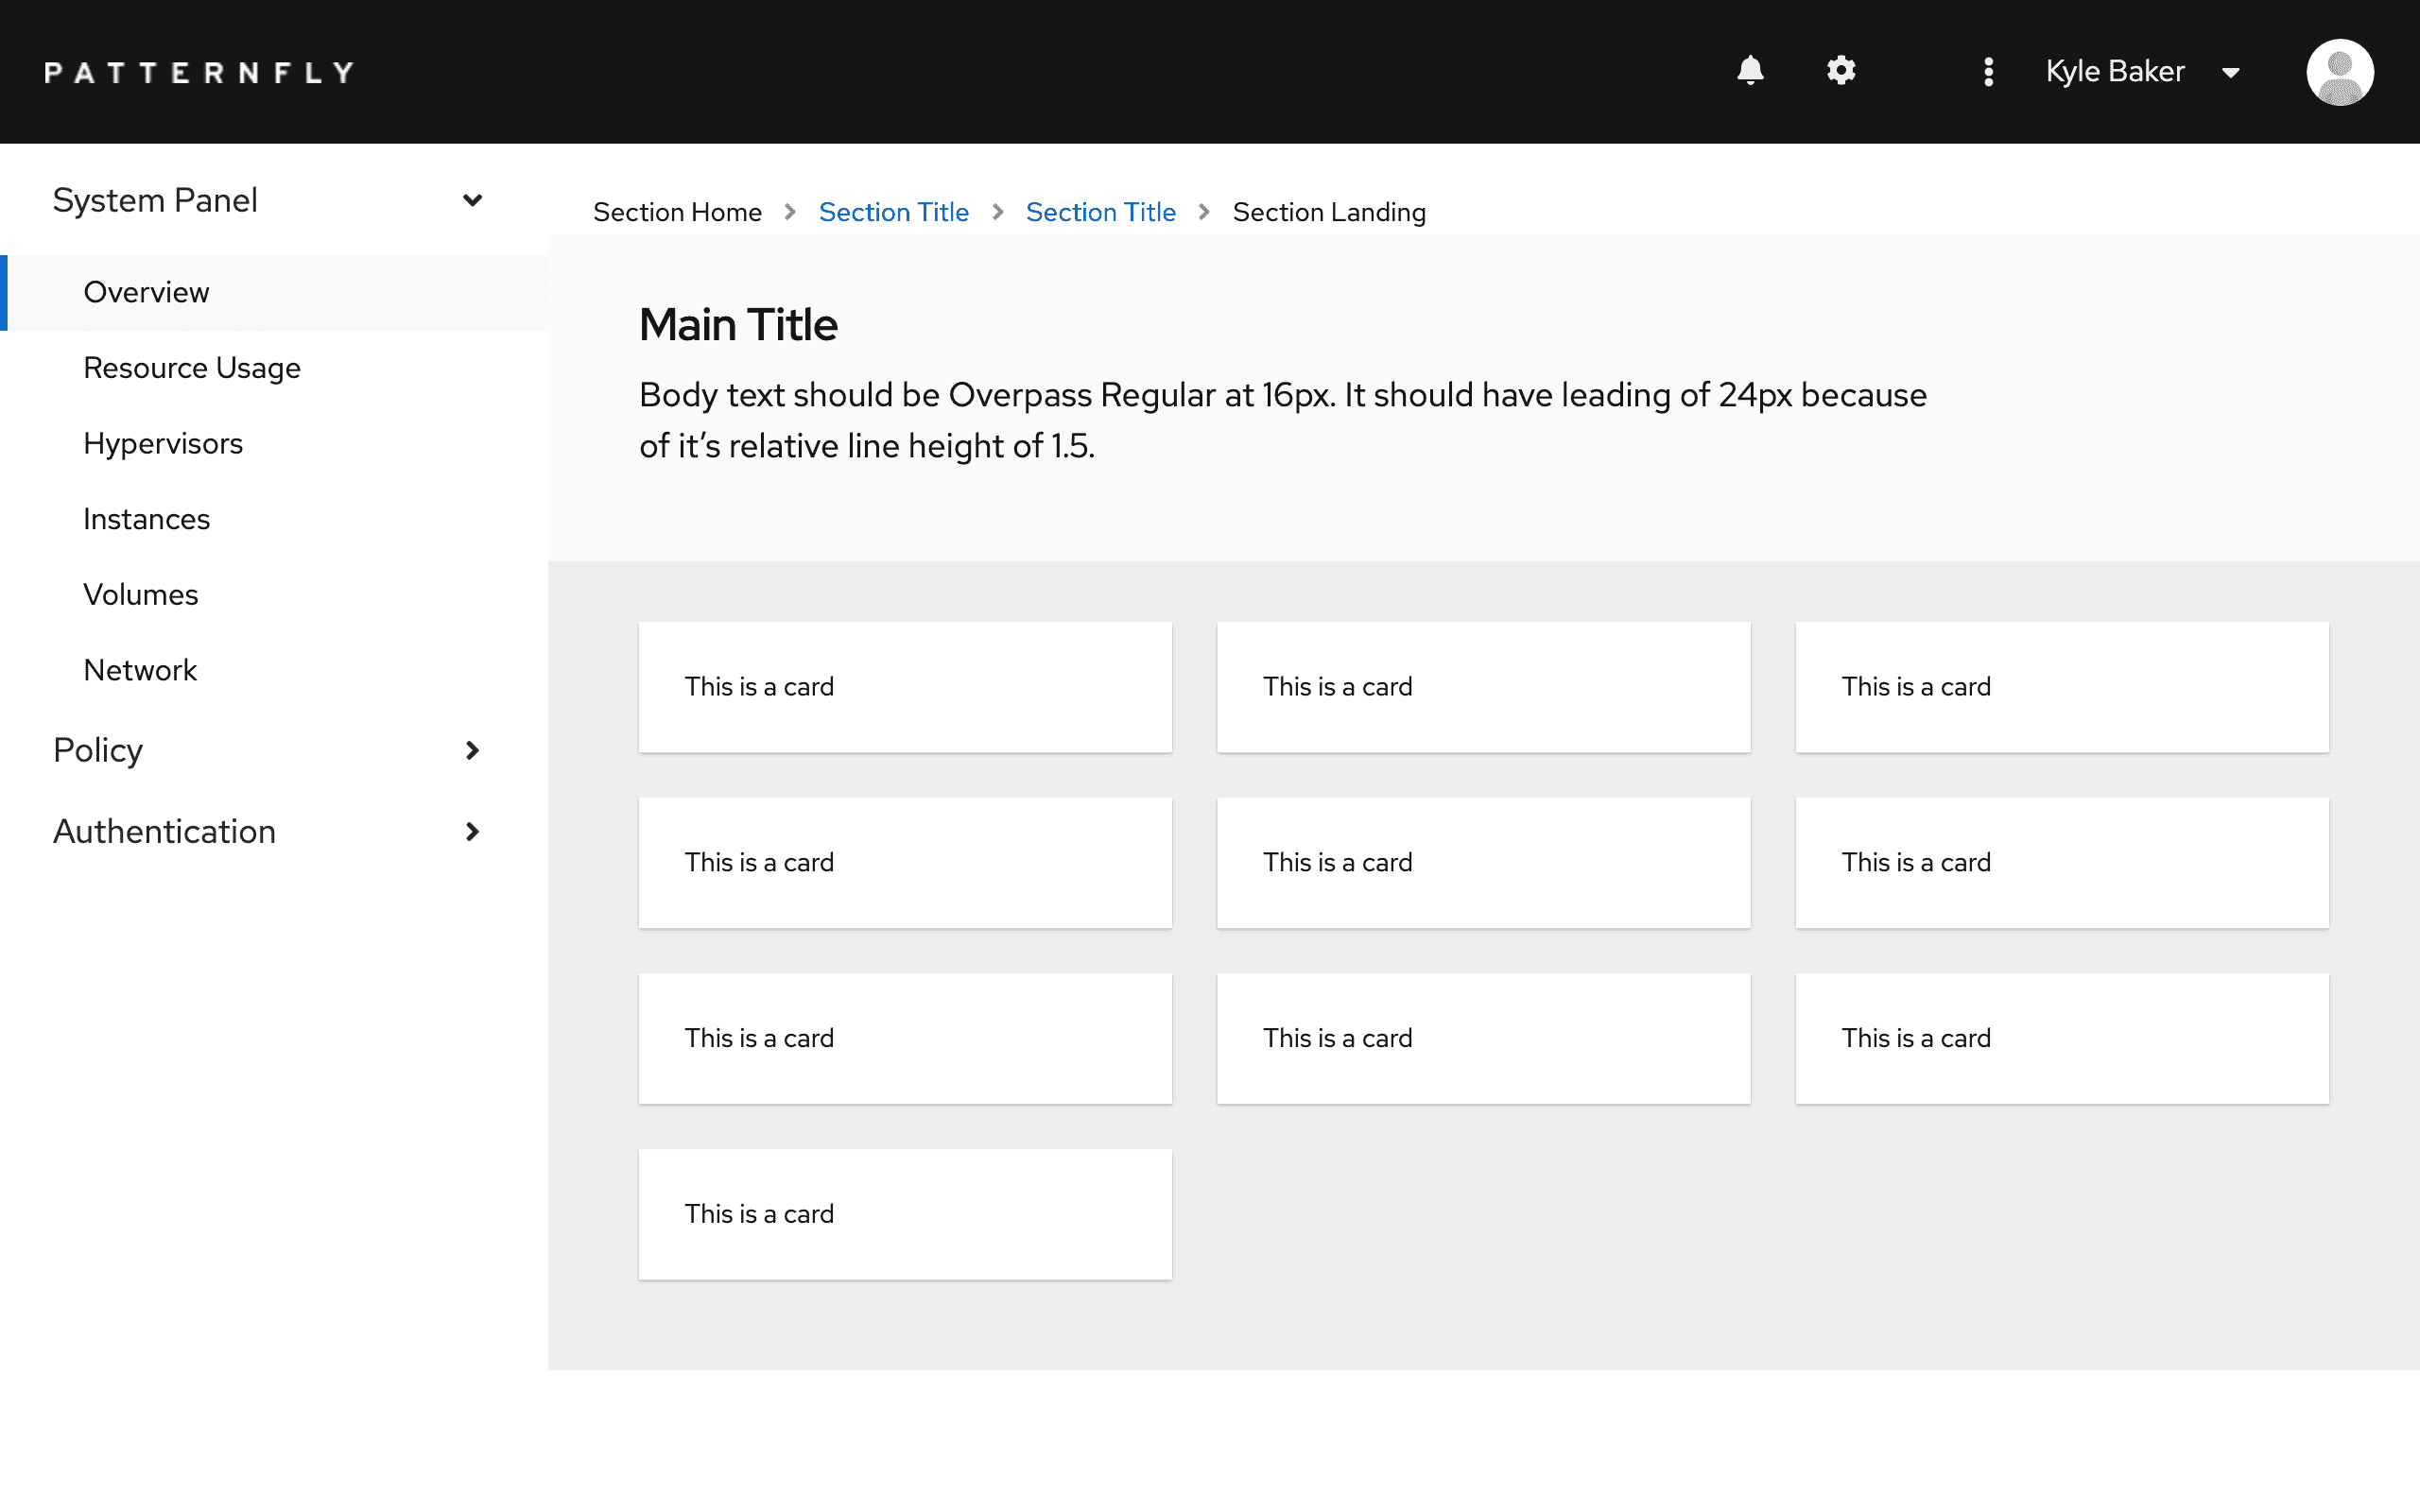 PATTERNFLY
Kyle Baker
System Panel
Overview
Resource Usage
Hypervisors
Instances
Volumes
Network
Policy
Authentication
Section Home
Section Title
Section Title
Section Landing
Main Title
Body text should be Overpass Regular at 16px. It should have leading of 24px because
of it’s relative line height of 1.5.
This is a card
This is a card
This is a card
This is a card
This is a card
This is a card
This is a card
This is a card
This is a card
This is a card